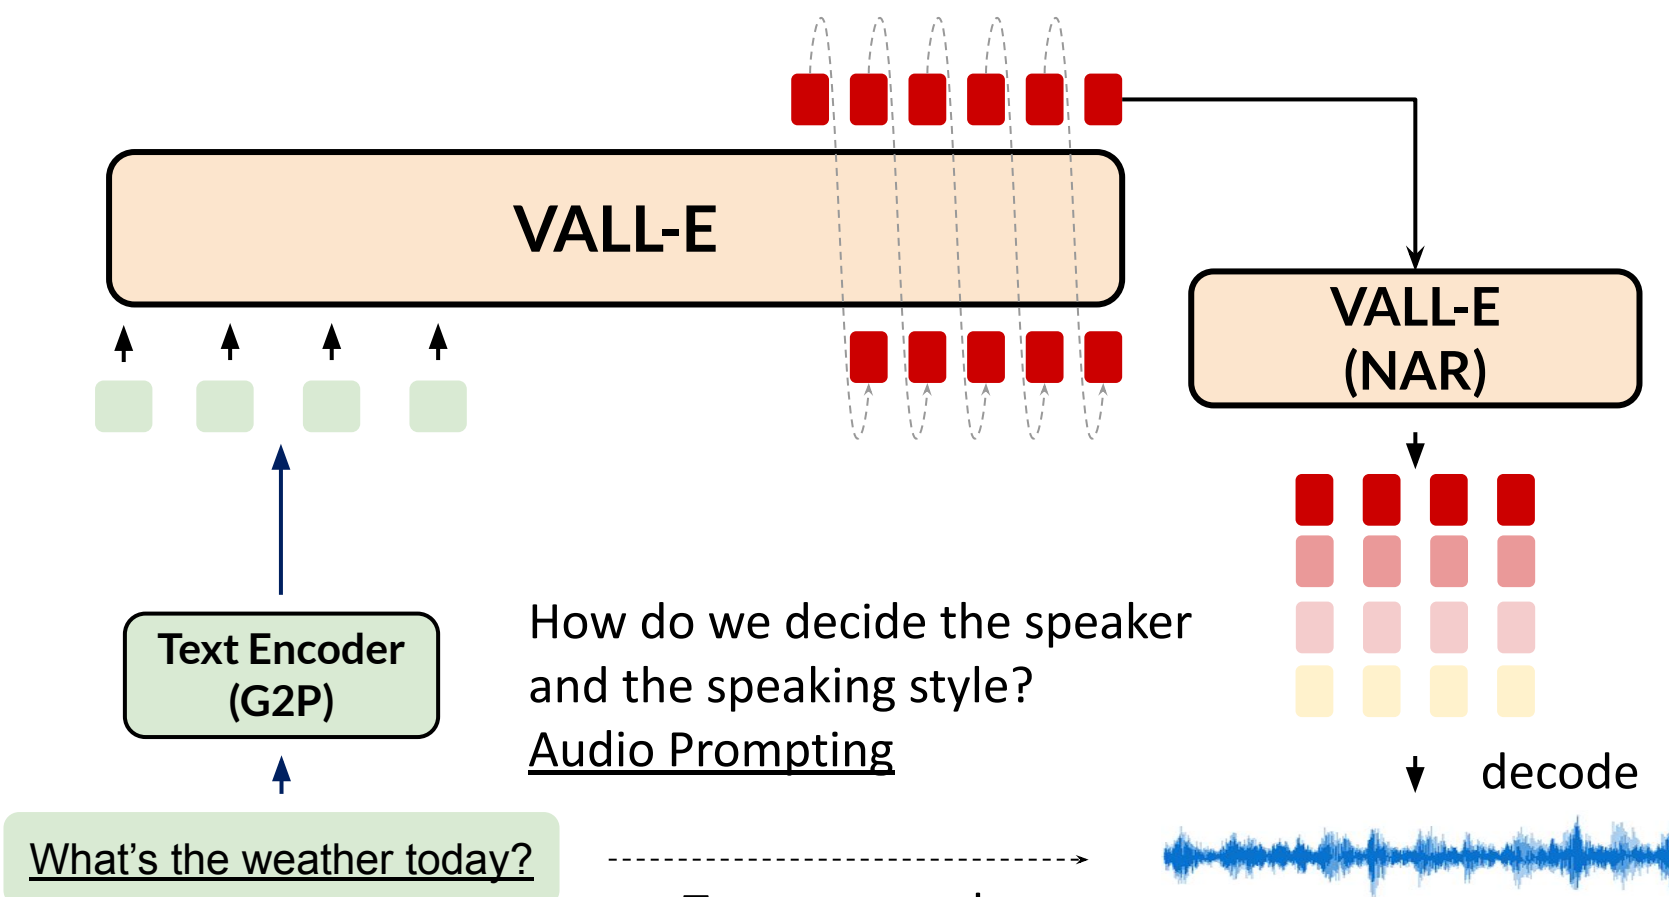 VALL-E
VALL-E
(NAR)
Text Encoder
(G2P)
How do we decide the speaker
and the speaking style?
Audio Prompting
decode
What’s the weather today?